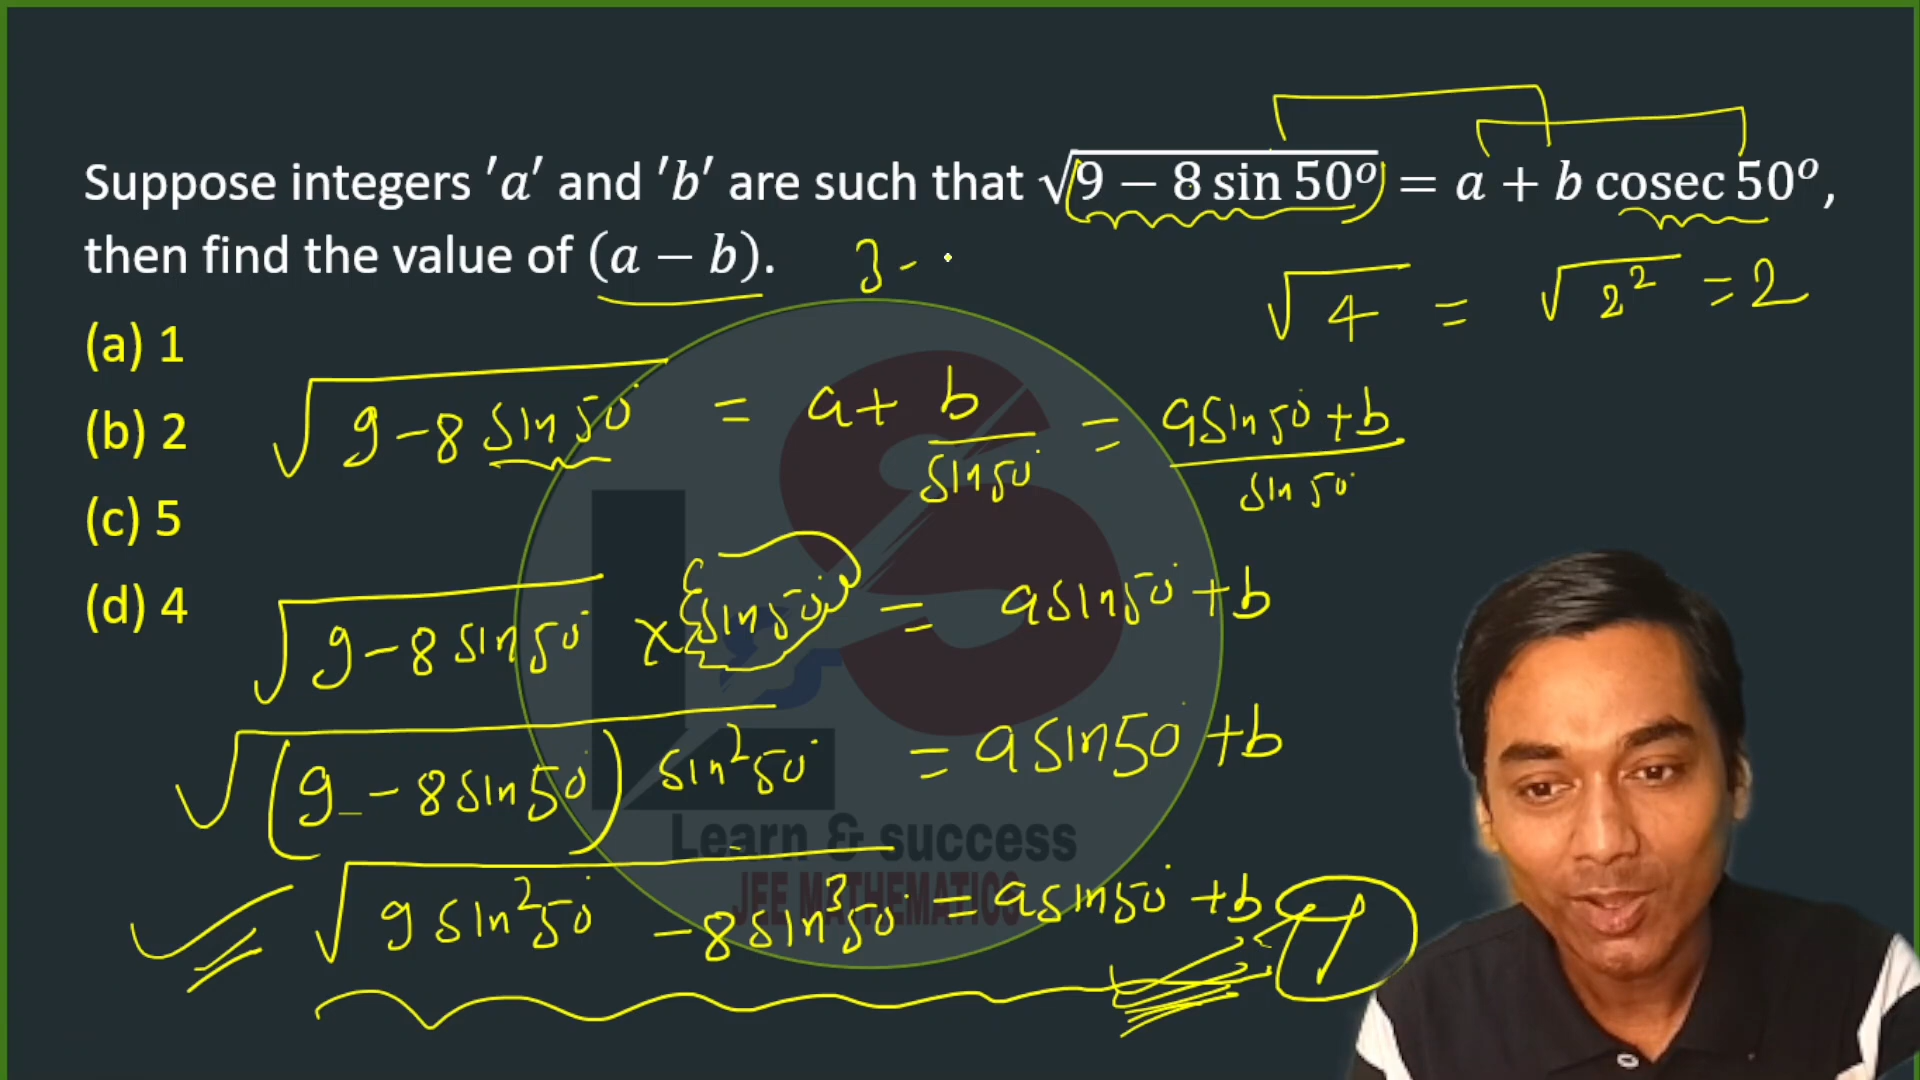 Suppose integers 'a' and 'b' are such that √(9 − 8 sin 50°) = a + b cosec 50°,
then find the value of (a − b).
3 -
√4 = √2² = 2
(a) 1
(b) 2
(c) 5
(d) 4
√(9 - 8 sin 50°) = a + b/sin 50° = (a sin 50° + b)/sin 50°
√(9 - 8 sin 50°) × sin 50° = a sin 50° + b
√((9 - 8 sin 50°) sin² 50°) = a sin 50° + b
Learn & success
JEE MATHEMATICS
√(9 sin² 50° - 8 sin³ 50°) = a sin 50° + b